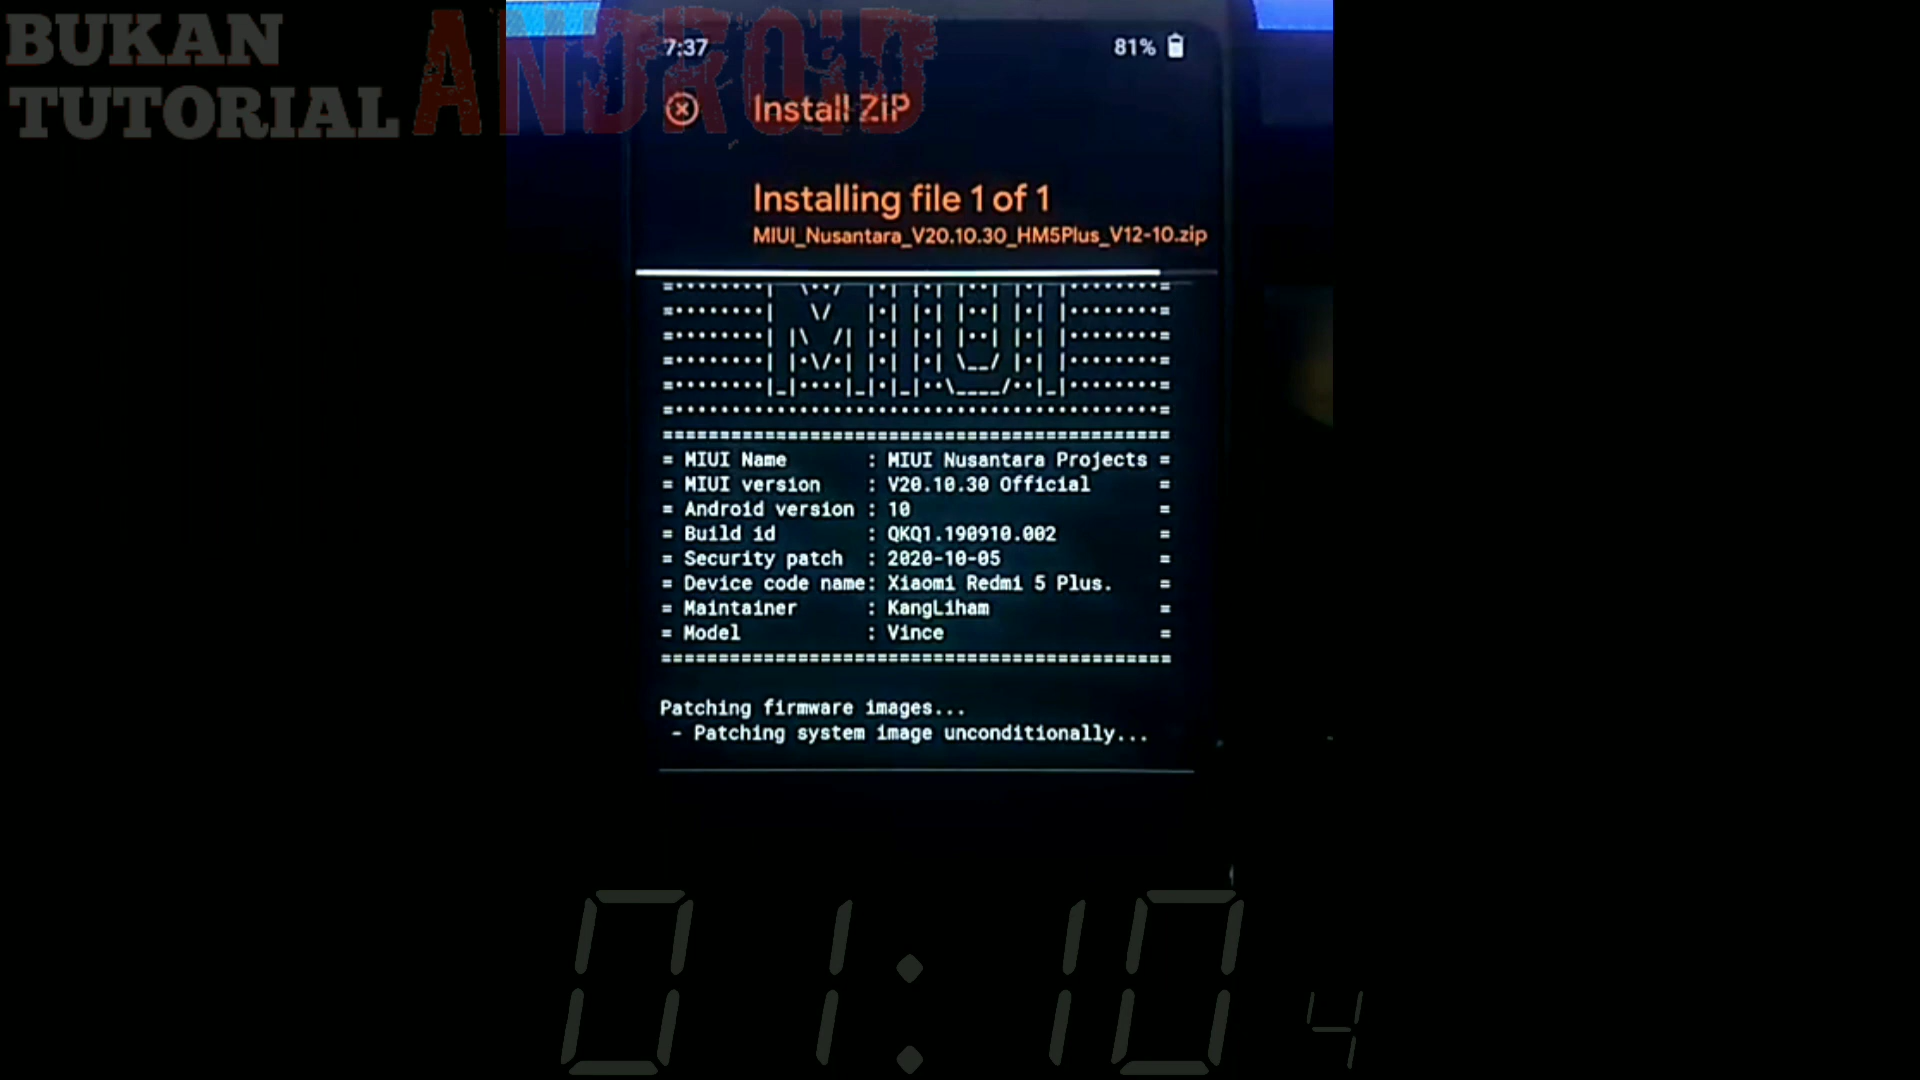 BUKAN
TUTORIAL ANDROID
7:37
81%
Install ZiP
Installing file 1 of 1
MIUI_Nusantara_V20.10.30_HM5Plus_V12-10.zip
= MIUI Name : MIUI Nusantara Projects =
= MIUI version : V20.10.30 Official =
= Android version : 10 =
= Build id : QKQ1.190910.002 =
= Security patch : 2020-10-05 =
= Device code name: Xiaomi Redmi 5 Plus. =
= Maintainer : KangLiham =
= Model : Vince =
Patching firmware images...
- Patching system image unconditionally...
01:10 4